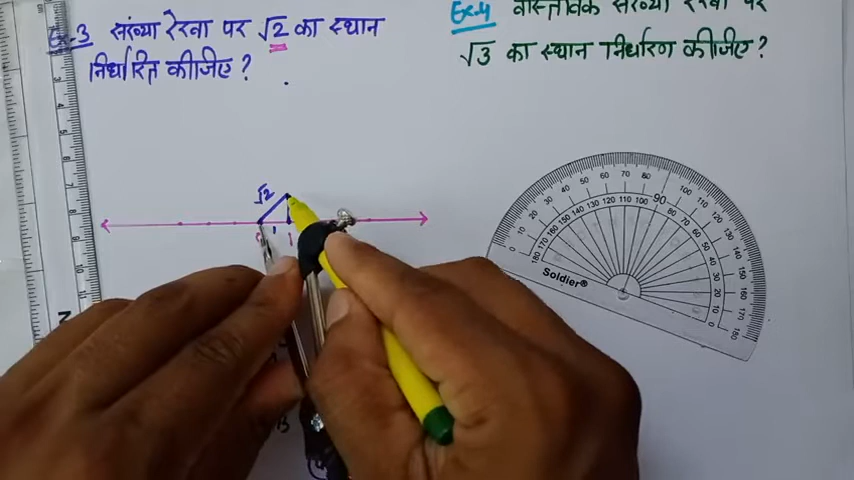 Ex.3 संख्या रेखा पर √2 का स्थान
निर्धारित कीजिए ?
Ex.4 वास्तविक संख्या रेखा पर
√3 का स्थान निर्धारण कीजिए ?
√2
1
1
Soldier®